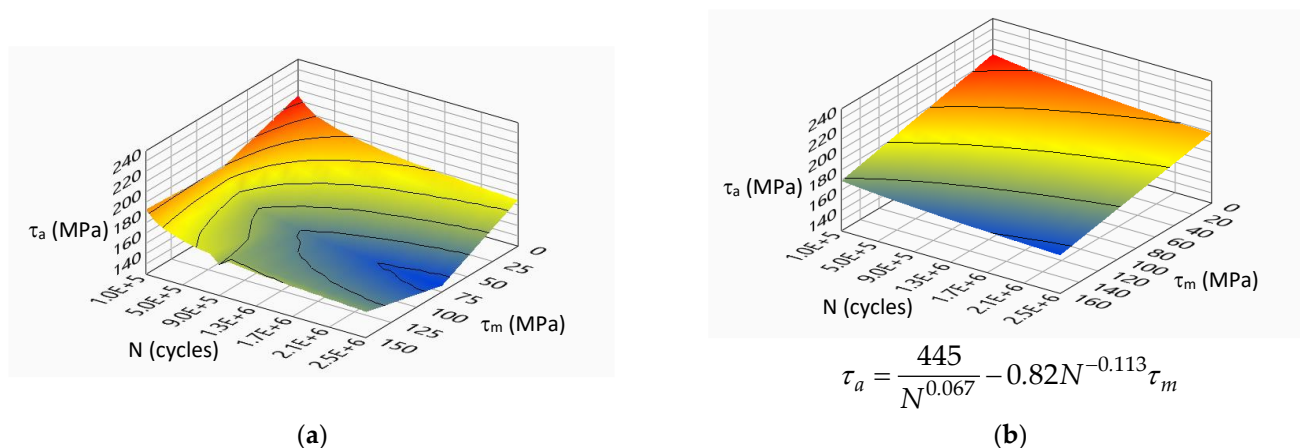 240
220
200
180
160
140
τa (MPa)
1.0E+5
5.0E+5
9.0E+5
1.3E+6
1.7E+6
2.1E+6
2.5E+6
N (cycles)
0
25
50
75
100
125
150
τm (MPa)
(a)
240
220
200
180
160
140
τa (MPa)
1.0E+5
5.0E+5
9.0E+5
1.3E+6
1.7E+6
2.1E+6
2.5E+6
N (cycles)
0
20
40
60
80
100
120
140
160
τm (MPa)
τa = 445/N^0.067 − 0.82N^−0.113 τm
(b)